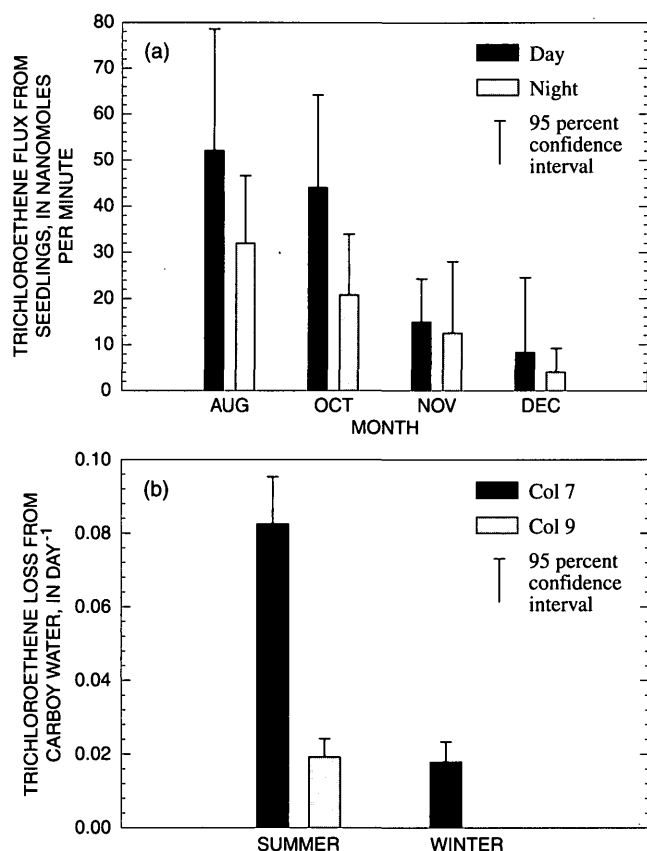 (a)
Day
Night
95 percent
confidence
interval
TRICHLOROETHENE FLUX FROM
SEEDLINGS, IN NANOMOLES
PER MINUTE
80
70
60
50
40
30
20
10
0
AUG OCT NOV DEC
MONTH
(b)
Col 7
Col 9
95 percent
confidence
interval
TRICHLOROETHENE LOSS FROM
CARBOY WATER, IN DAY-1
0.10
0.08
0.06
0.04
0.02
0.00
SUMMER WINTER